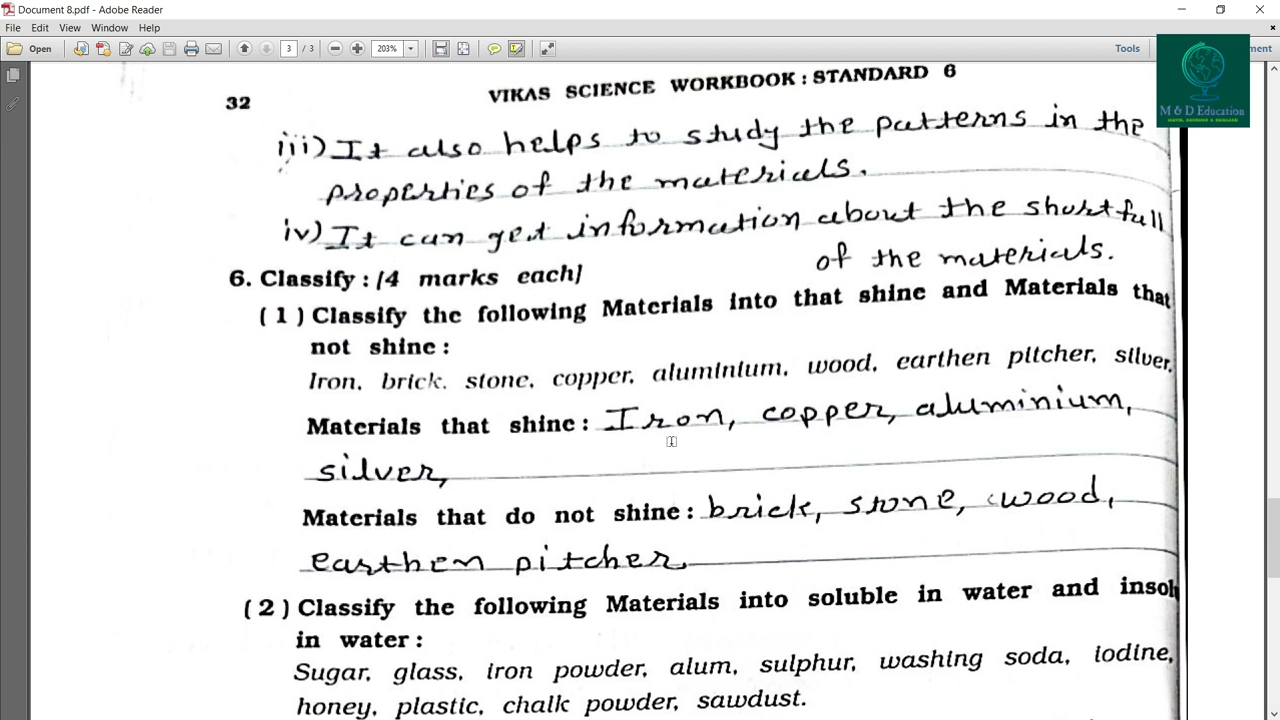 Document 8.pdf - Adobe Reader
File Edit View Window Help
Open 3 / 3 203% Tools ment
M & D Education
32 VIKAS SCIENCE WORKBOOK : STANDARD 6
iii) It also helps to study the patterns in the
properties of the materials.
iv) It can get information about the shortfall
of the materials.
6. Classify : [4 marks each]
( 1 ) Classify the following Materials into that shine and Materials that
not shine :
Iron, brick, stone, copper, aluminium, wood, earthen pitcher, silver,
Materials that shine : Iron, copper, aluminium,
silver,
Materials that do not shine : brick, stone, wood,
earthen pitcher.
( 2 ) Classify the following Materials into soluble in water and insol
in water :
Sugar, glass, iron powder, alum, sulphur, washing soda, iodine,
honey, plastic, chalk powder, sawdust.